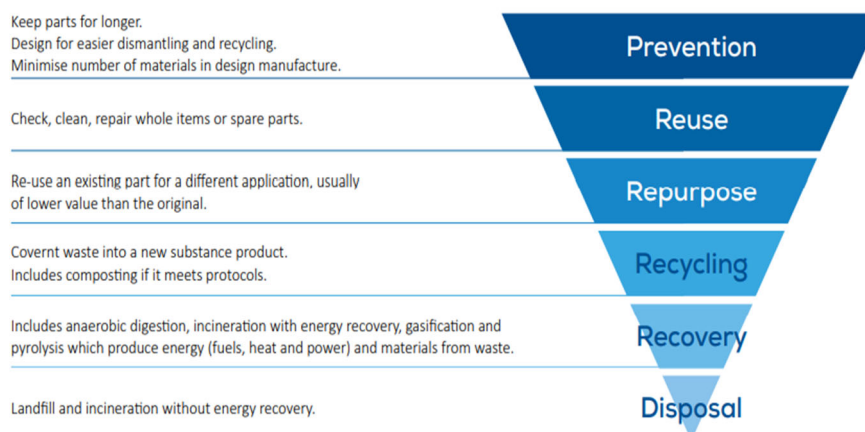 Keep parts for longer.
Design for easier dismantling and recycling.
Minimise number of materials in design manufacture.
Prevention
Check, clean, repair whole items or spare parts.
Reuse
Re-use an existing part for a different application, usually
of lower value than the original.
Repurpose
Covernt waste into a new substance product.
Includes composting if it meets protocols.
Recycling
Includes anaerobic digestion, incineration with energy recovery, gasification and
pyrolysis which produce energy (fuels, heat and power) and materials from waste.
Recovery
Landfill and incineration without energy recovery.
Disposal